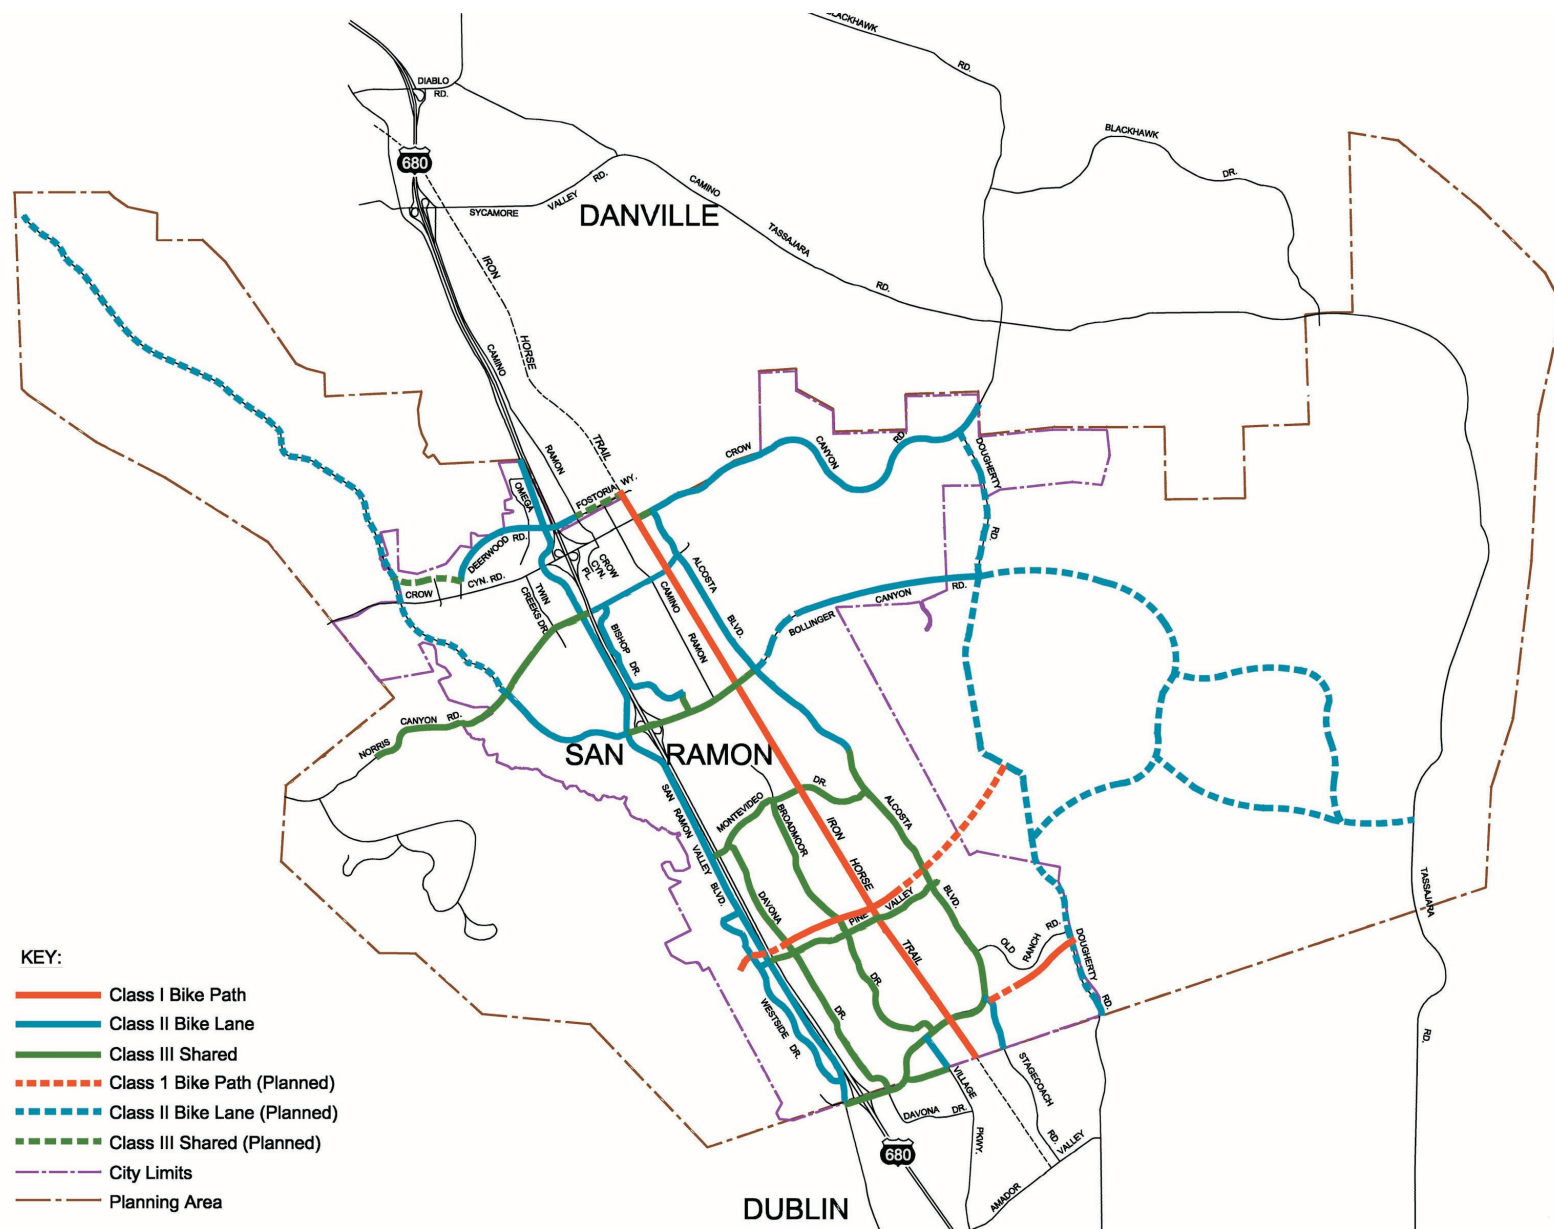 BLACKHAWK
RD.
DIABLO
RD.
680
BLACKHAWK
DR.
SYCAMORE
VALLEY
RD.
CAMINO
TASSAJARA
RD.
DANVILLE
IRON
HORSE
TRAIL
CAMINO
RAMON
OMEGA
FOSTORIA WY.
CROW
CANYON
RD.
DOUGHERTY
RD.
DEERWOOD
RD.
CROW
CYN. RD.
CROW
CYN.
PL.
TWIN
CREEKS DR.
CAMINO
RAMON
ALCOSTA
BLVD.
BISHOP
DR.
BOLLINGER
CANYON
RD.
NORRIS
CANYON
RD.
SAN
RAMON
SAN
RAMON
VALLEY
BLVD.
MONTEVIDEO
DR.
BROADMOOR
DR.
IRON
HORSE
TRAIL
ALCOSTA
BLVD.
DAVONA
DR.
PINE
VALLEY
OLD
RANCH
RD.
DOUGHERTY
RD.
TASSAJARA
RD.
WESTSIDE
DR.
VILLAGE
PKWY.
STAGECOACH
RD.
DAVONA
DR.
AMADOR
VALLEY
680
DUBLIN
KEY:
Class I Bike Path
Class II Bike Lane
Class III Shared
Class 1 Bike Path (Planned)
Class II Bike Lane (Planned)
Class III Shared (Planned)
City Limits
Planning Area